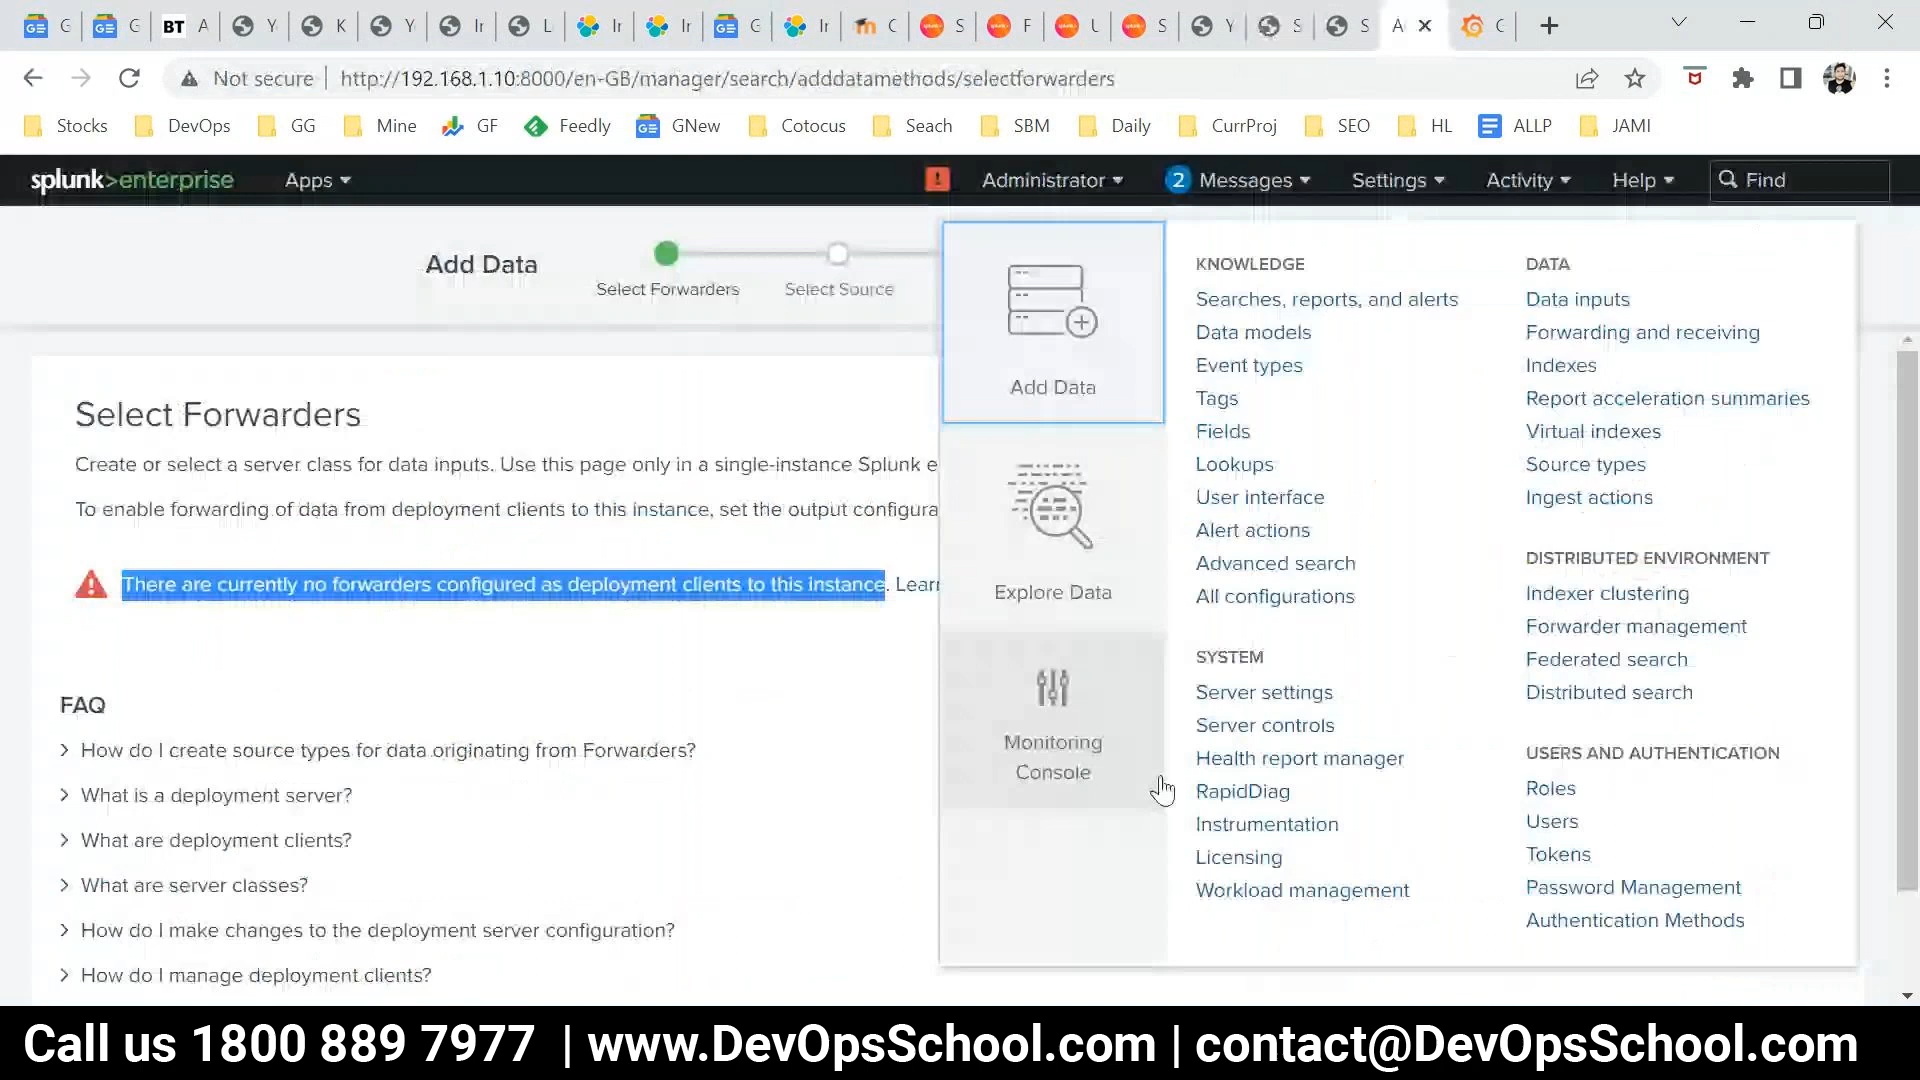 G
G
BT A
Y
K
Y
Ir
L
Ir
Ir
G
Ir
C
S
F
U
S
Y
S
S
A
C
Not secure http://192.168.1.10:8000/en-GB/manager/search/adddatamethods/selectforwarders
Stocks DevOps GG Mine GF Feedly GNew Cotocus Seach SBM Daily CurrProj SEO HL ALLP JAMI
splunk>enterprise Apps Administrator 2 Messages Settings Activity Help Find
Add Data
Select Forwarders
Select Source
Select Forwarders
Create or select a server class for data inputs. Use this page only in a single-instance Splunk e
To enable forwarding of data from deployment clients to this instance, set the output configura
There are currently no forwarders configured as deployment clients to this instance. Learn
FAQ
How do I create source types for data originating from Forwarders?
What is a deployment server?
What are deployment clients?
What are server classes?
How do I make changes to the deployment server configuration?
How do I manage deployment clients?
Add Data
Explore Data
Monitoring
Console
KNOWLEDGE
Searches, reports, and alerts
Data models
Event types
Tags
Fields
Lookups
User interface
Alert actions
Advanced search
All configurations
SYSTEM
Server settings
Server controls
Health report manager
RapidDiag
Instrumentation
Licensing
Workload management
DATA
Data inputs
Forwarding and receiving
Indexes
Report acceleration summaries
Virtual indexes
Source types
Ingest actions
DISTRIBUTED ENVIRONMENT
Indexer clustering
Forwarder management
Federated search
Distributed search
USERS AND AUTHENTICATION
Roles
Users
Tokens
Password Management
Authentication Methods
Call us 1800 889 7977 | www.DevOpsSchool.com | contact@DevOpsSchool.com